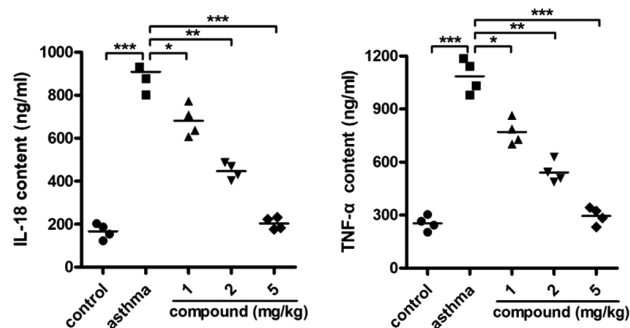 ***
**
*** *
IL-18 content (ng/ml)
1000
800
600
400
200
0
control
asthma
1
2
5
compound (mg/kg)
***
**
*** *
TNF-α content (ng/ml)
1200
900
600
300
0
control
asthma
1
2
5
compound (mg/kg)